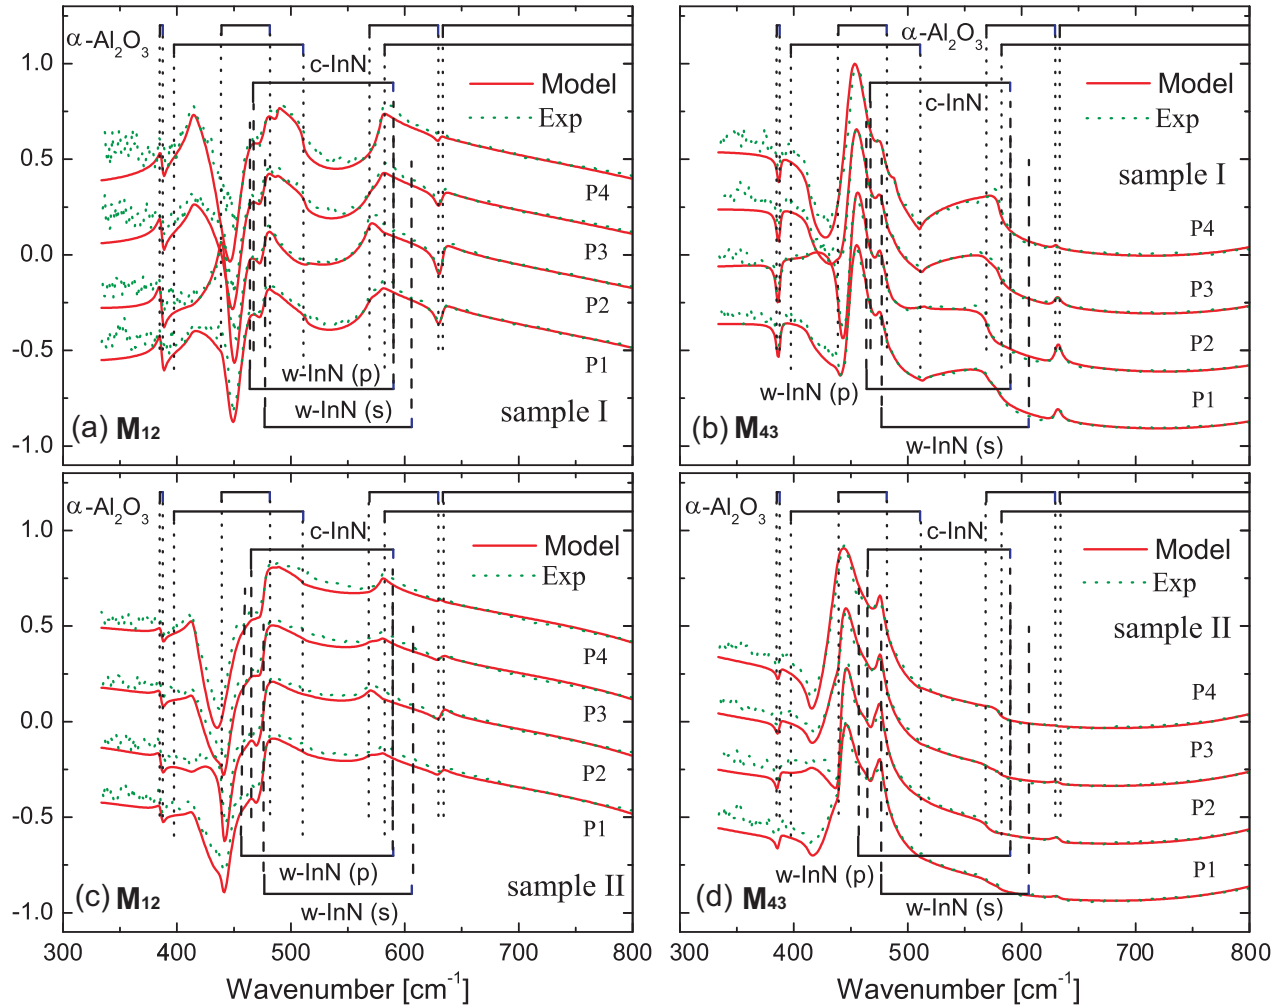 α-Al2O3
c-InN
Model
Exp
1.0
0.5
0.0
-0.5
-1.0
P4
P3
P2
P1
w-InN (p)
w-InN (s)
sample I
(a) M12
α-Al2O3
c-InN
Model
Exp
sample I
P4
P3
P2
P1
w-InN (p)
w-InN (s)
(b) M43
α-Al2O3
c-InN
Model
Exp
1.0
0.5
0.0
-0.5
-1.0
P4
P3
P2
P1
w-InN (p)
w-InN (s)
sample II
(c) M12
300 400 500 600 700 800
Wavenumber [cm-1]
α-Al2O3
c-InN
Model
Exp
sample II
P4
P3
P2
P1
w-InN (p)
w-InN (s)
(d) M43
300 400 500 600 700 800
Wavenumber [cm-1]